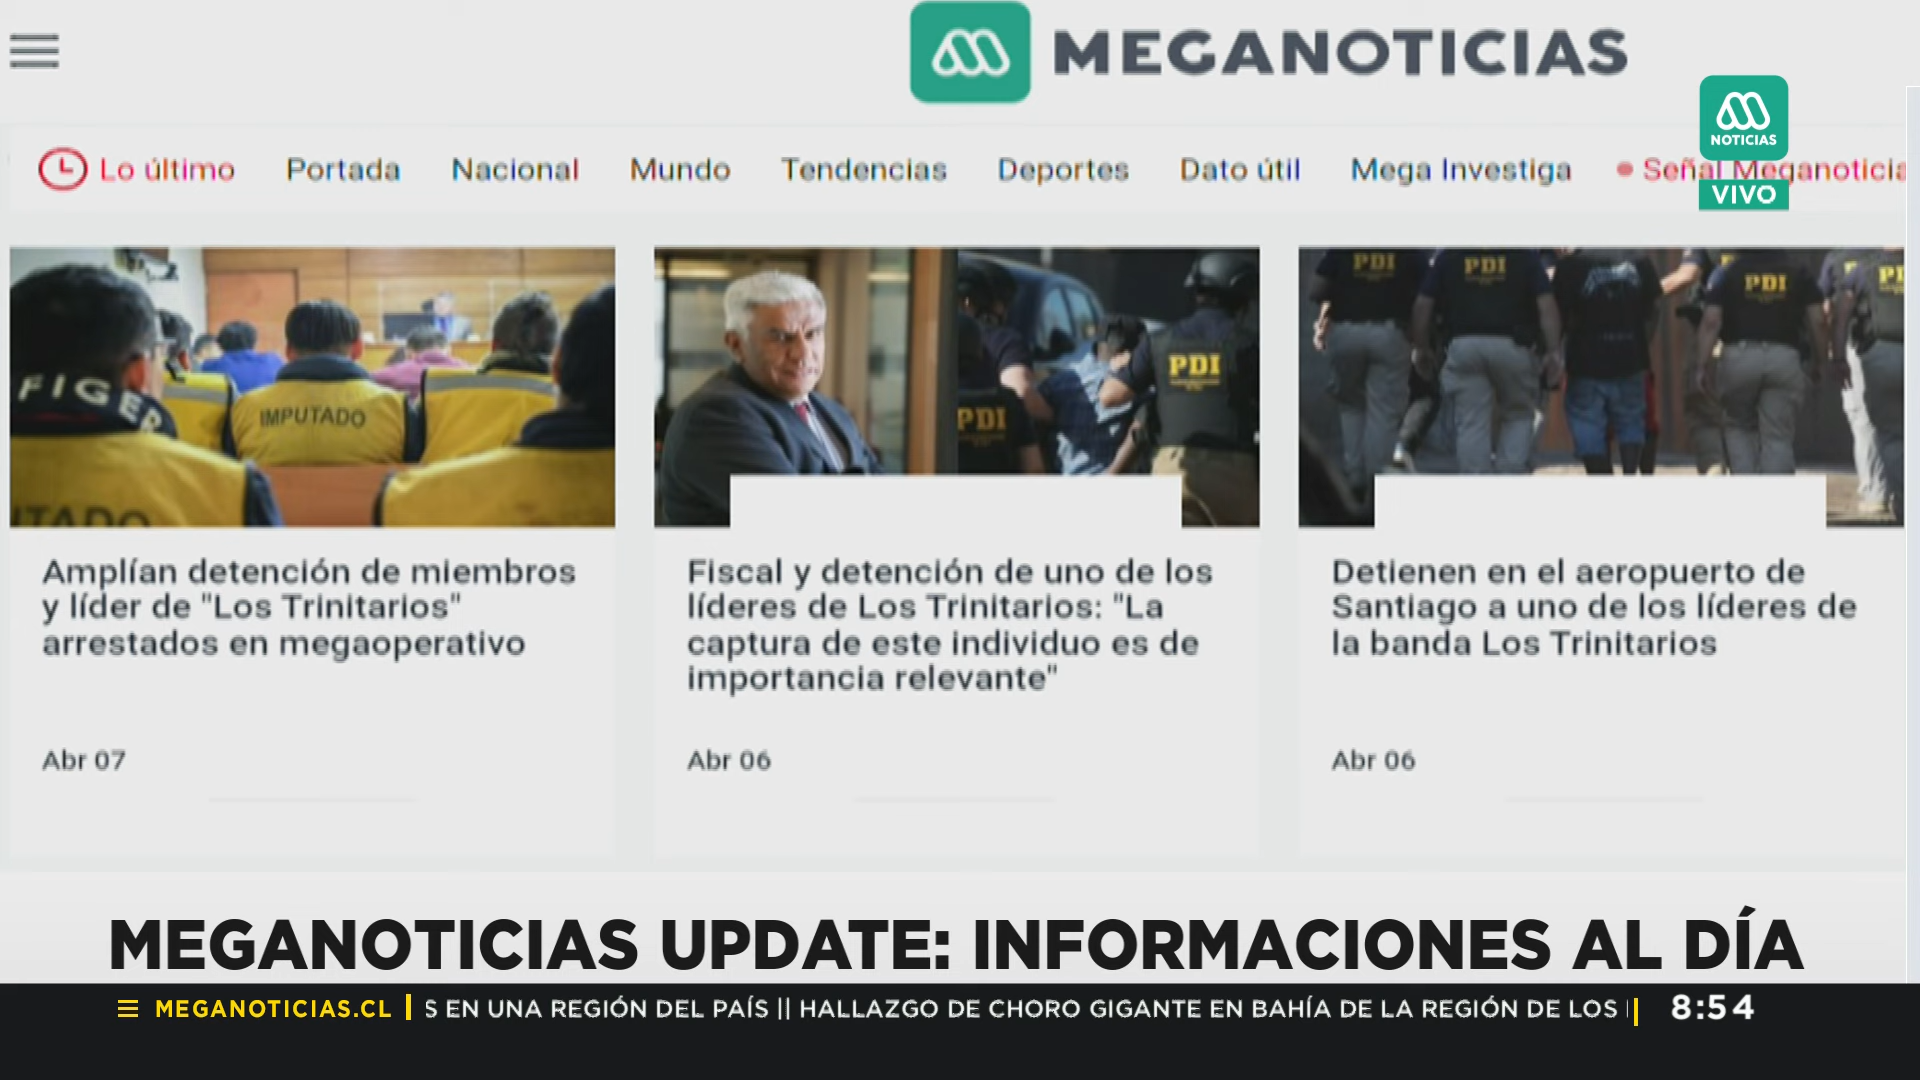 MEGANOTICIAS
NOTICIAS
VIVO
Lo último Portada Nacional Mundo Tendencias Deportes Dato útil Mega Investiga Señal Meganoticia
FIGER
IMPUTADO
PDI
PDI
PDI
PDI
PDI
Amplían detención de miembros
y líder de "Los Trinitarios"
arrestados en megaoperativo
Abr 07
Fiscal y detención de uno de los
líderes de Los Trinitarios: "La
captura de este individuo es de
importancia relevante"
Abr 06
Detienen en el aeropuerto de
Santiago a uno de los líderes de
la banda Los Trinitarios
Abr 06
MEGANOTICIAS UPDATE: INFORMACIONES AL DÍA
MEGANOTICIAS.CL S EN UNA REGIÓN DEL PAÍS || HALLAZGO DE CHORO GIGANTE EN BAHÍA DE LA REGIÓN DE LOS 8:54